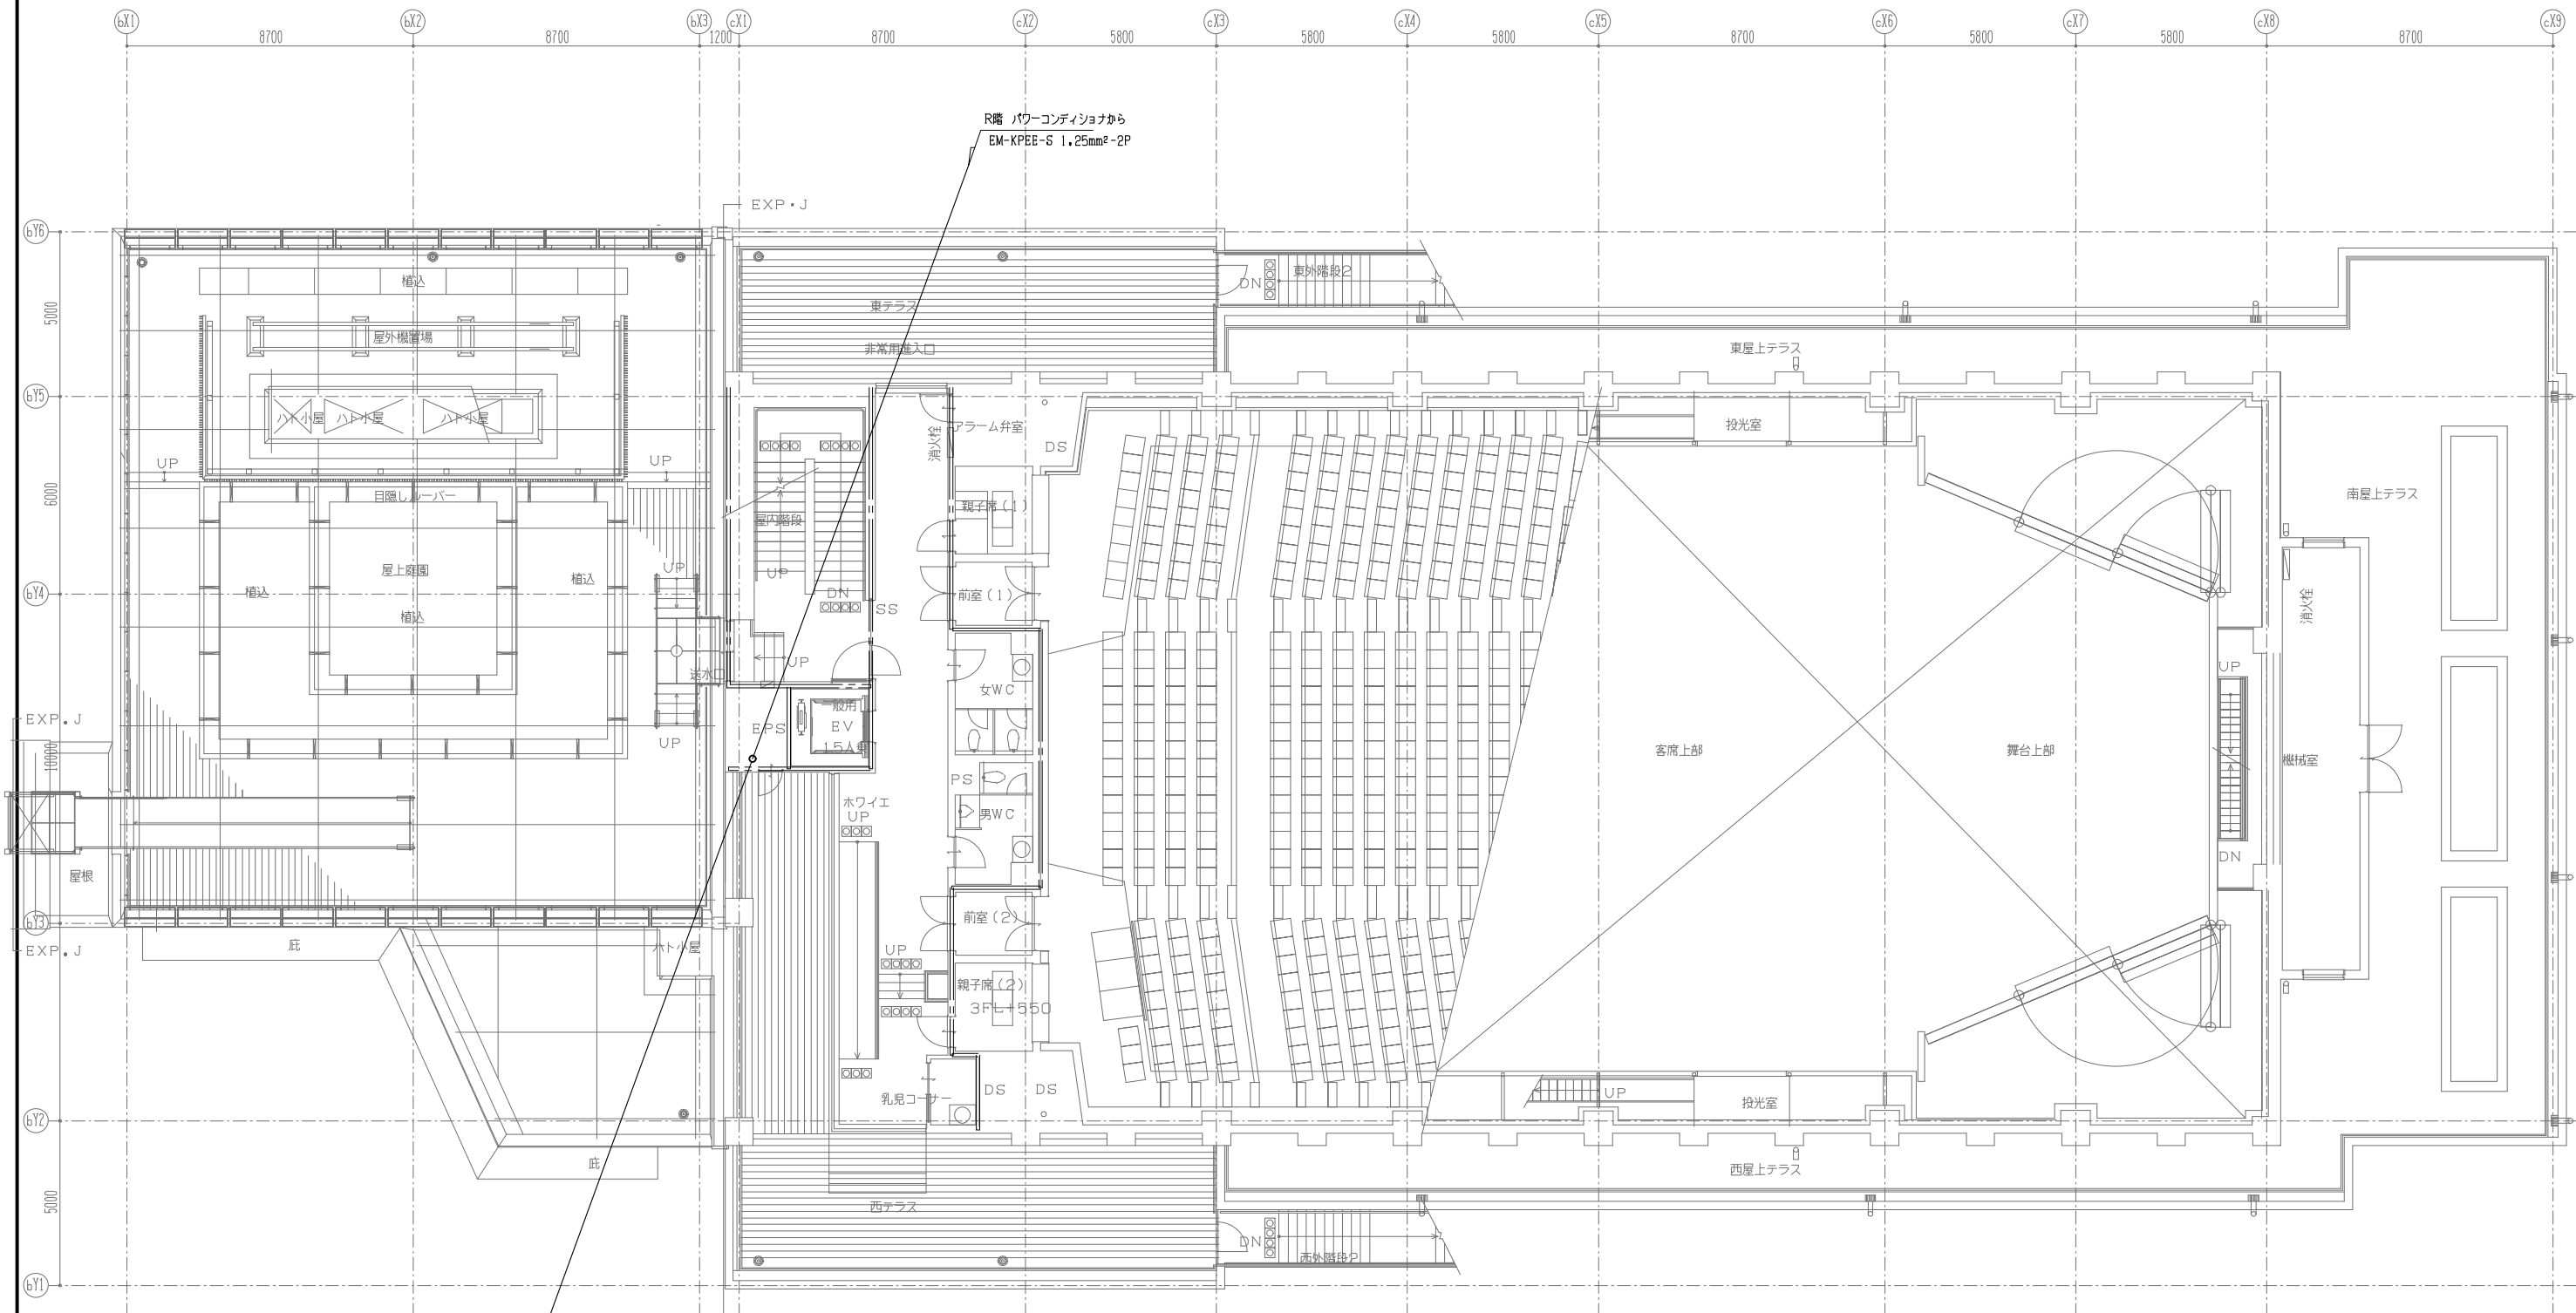 bX1 bX2 bX3 cX1 cX2 cX3 cX4 cX5 cX6 cX7 cX8 cX9
8700 8700 1200 8700 5800 5800 5800 8700 5800 5800 8700
R階 パワーコンディショナから
EM-KPEE-S 1.25mm²-2P
EXP・J
bY6
植込
東外階段2
DN
5000
東テラス
屋外機置場
非常用進入口
東屋上テラス
bY5
ハト小屋 ハト小屋 ハト小屋
消火栓
アラーム弁室
DS
投光室
UP
UP
6000
目隠しルーバー
親子席(1)
南屋上テラス
屋内階段
屋上庭園
UP
UP
植込
植込
bY4
DN
前室(1)
SS
消火栓
植込
送水口
UP
UP
女WC
一般用
EXP.J
EPS
EV
UP
15人乗
10000
客席上部
舞台上部
機械室
PS
ホワイエ
UP
男WC
DN
屋根
bY3
前室(2)
EXP.J
庇
ハト小屋
UP
親子席(2)
3FL+550
DS
DS
UP
乳児コーナー
投光室
bY2
庇
西屋上テラス
5000
西テラス
DN
西外階段2
bY1